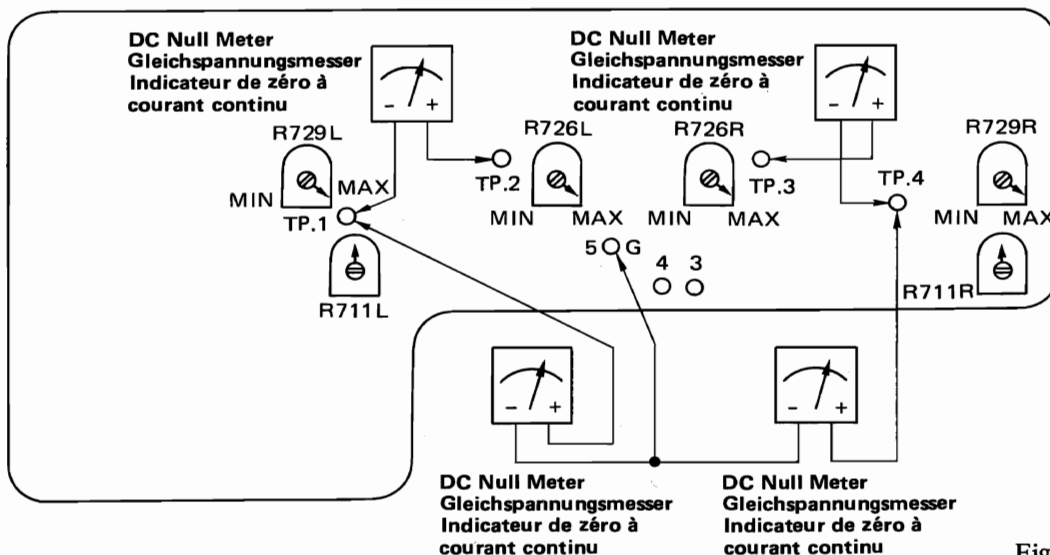 DC Null Meter
Gleichspannungsmesser
Indicateur de zéro à
courant continu
- +
DC Null Meter
Gleichspannungsmesser
Indicateur de zéro à
courant continu
- +
R729L
R726L
R726R
R729R
MIN MAX
TP.1
TP.2
MIN MAX
TP.3
MIN MAX
TP.4
MIN MAX
R711L
5 G
4 3
R711R
- +
- +
DC Null Meter
Gleichspannungsmesser
Indicateur de zéro à
courant continu
DC Null Meter
Gleichspannungsmesser
Indicateur de zéro à
courant continu
Fig